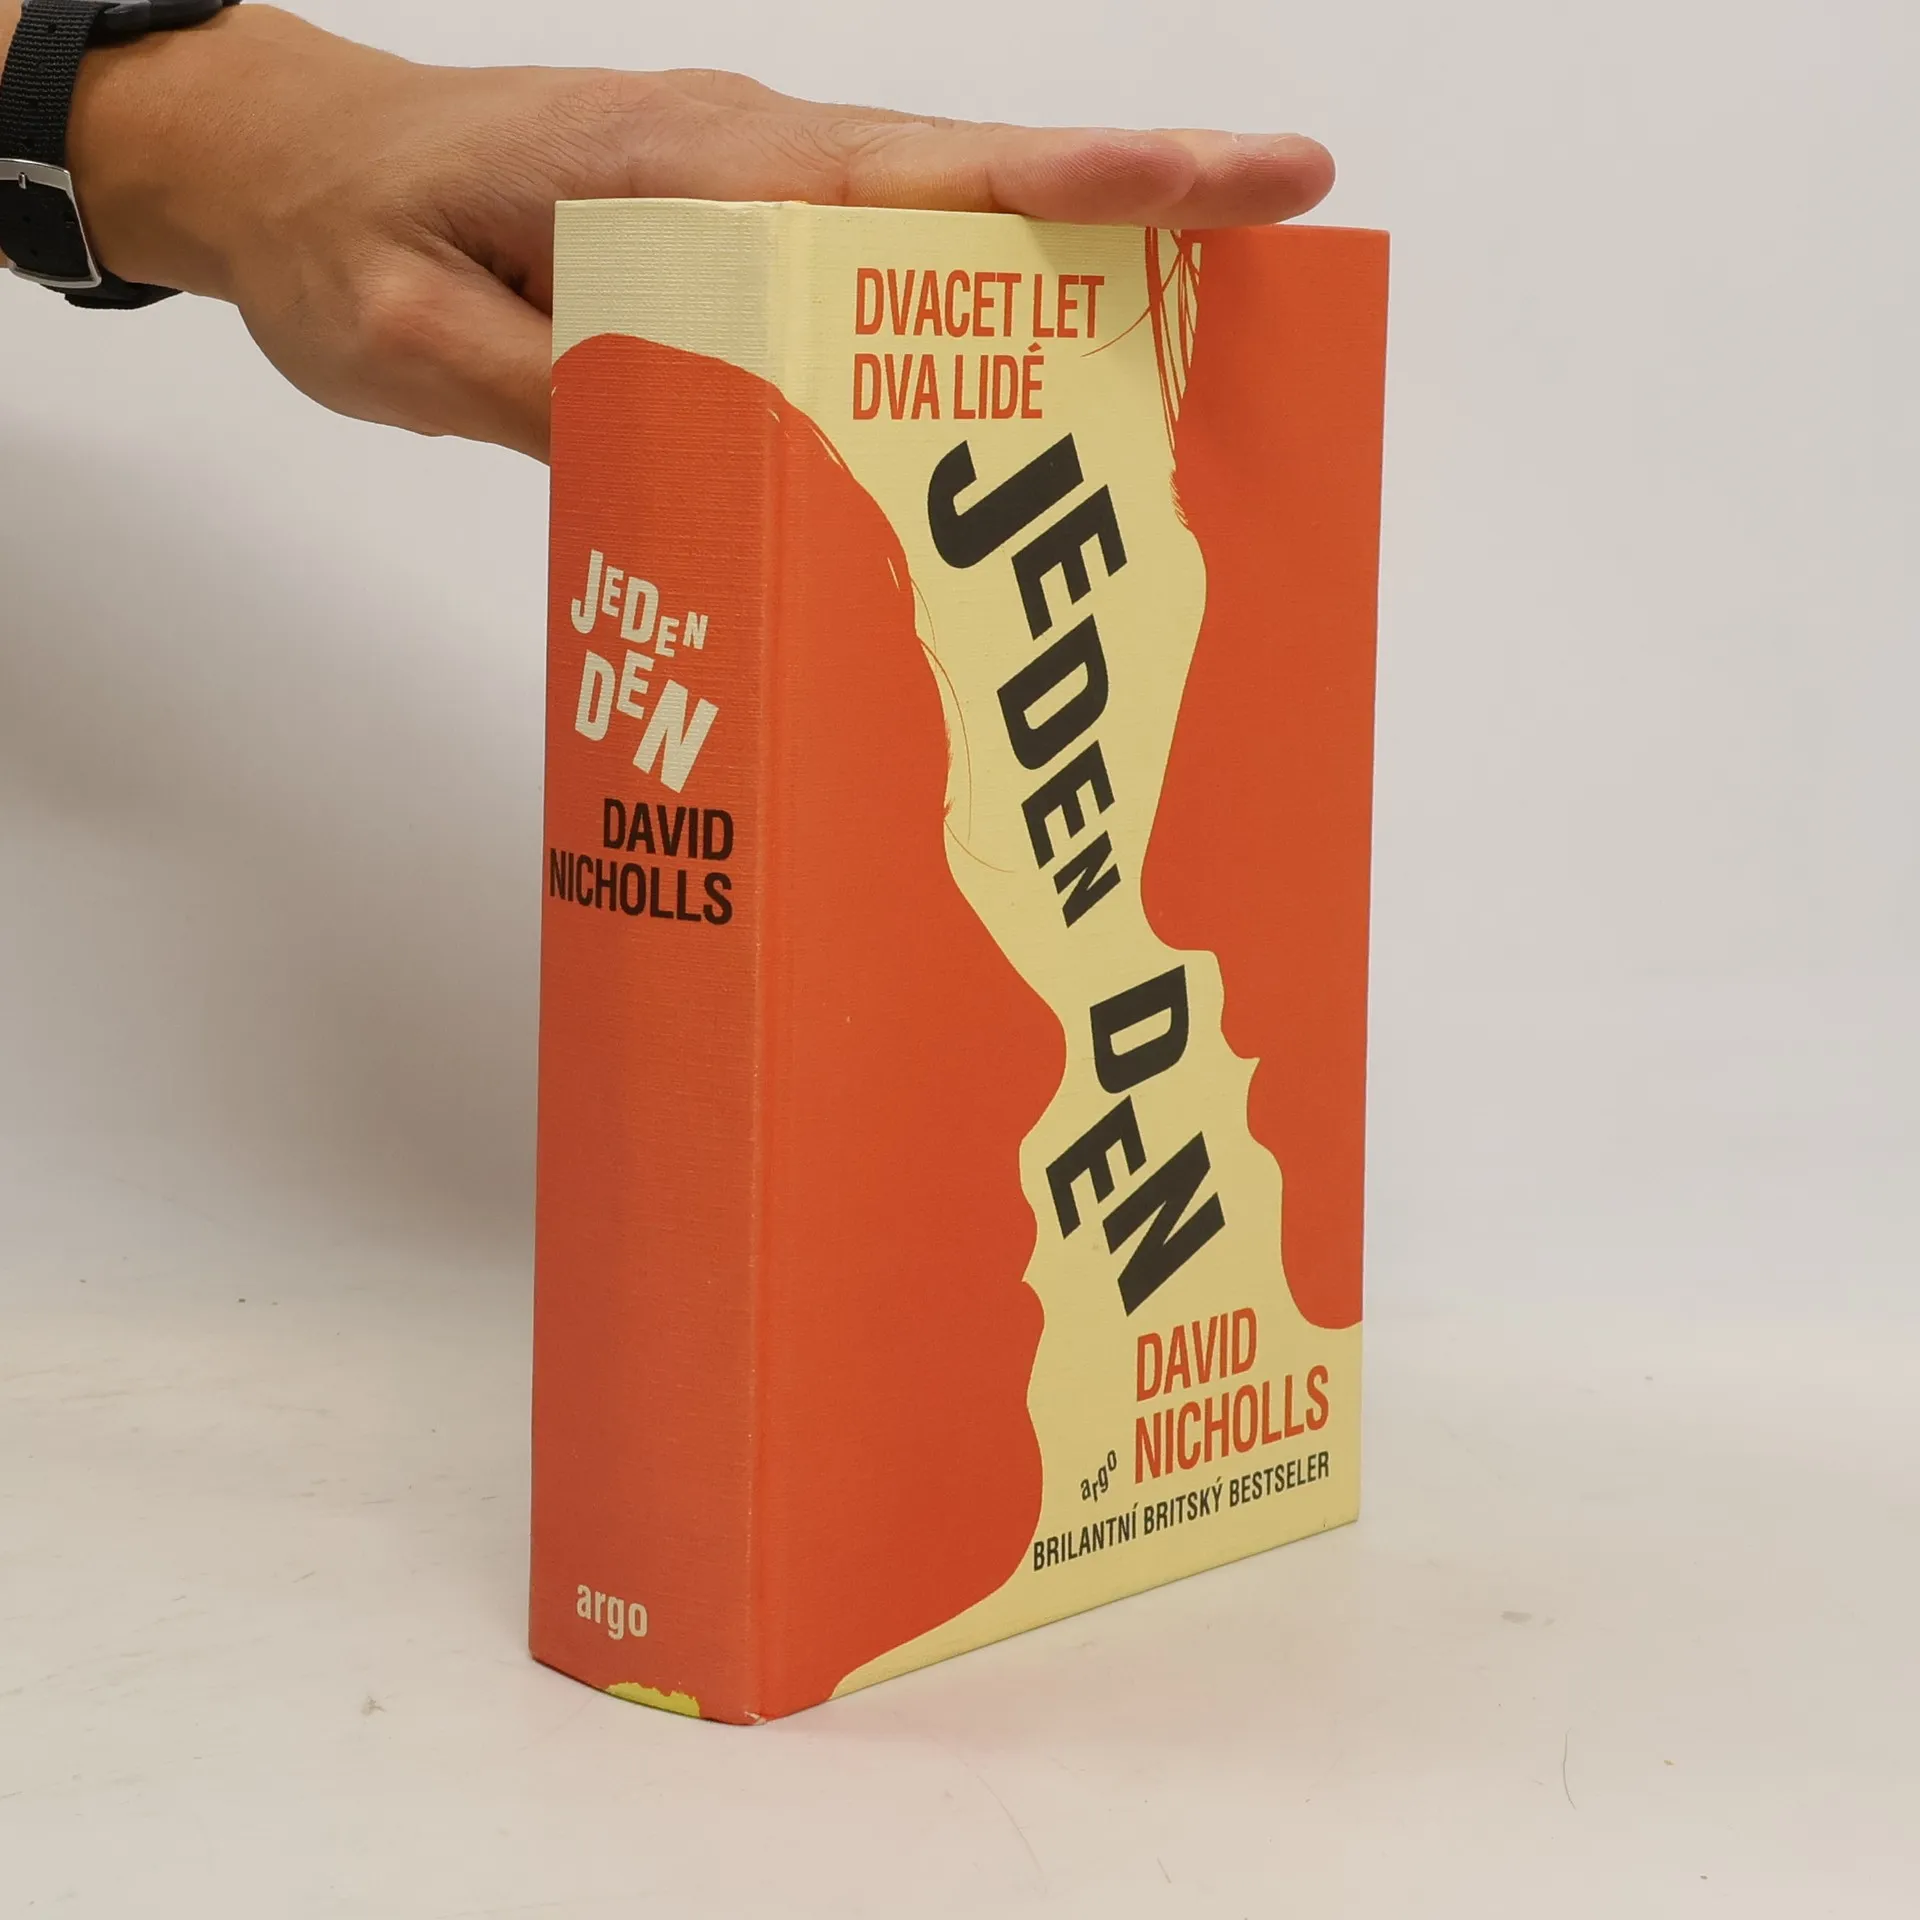 JEDEN
DEN
DAVID
NICHOLLS
argo
DVACET LET
DVA LIDÉ
JEDEN DEN
DAVID
NICHOLLS
argo
BRILANTNÍ BRITSKÝ BESTSELER